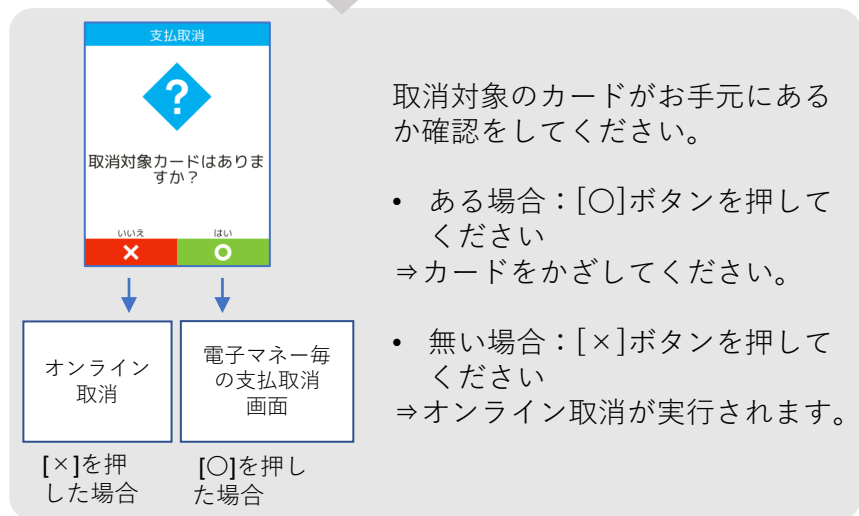 支払取消
?
取消対象カードはありま
すか？
いいえ
はい
×
○
オンライン
取消
電子マネー毎
の支払取消
画面
[×]を押
した場合
[〇]を押し
た場合
取消対象のカードがお手元にある
か確認をしてください。
• ある場合：[〇]ボタンを押して
ください
⇒カードをかざしてください。
• 無い場合：[×]ボタンを押して
ください
⇒オンライン取消が実行されます。